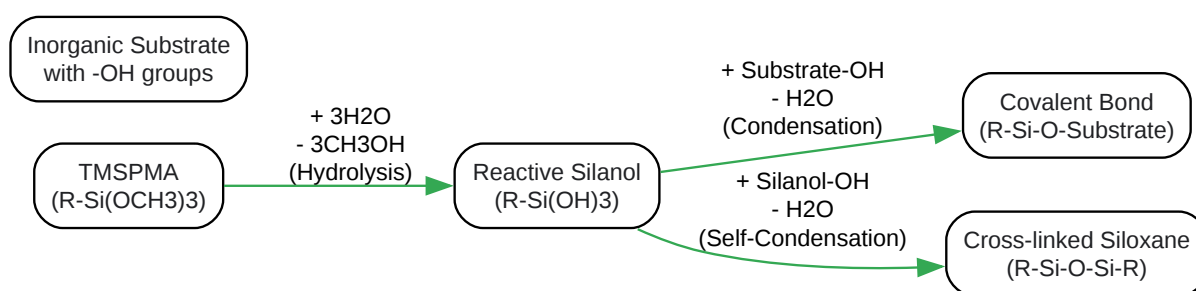 Inorganic Substrate
with -OH groups
TMSPMA
(R-Si(OCH3)3)
+ 3H2O
- 3CH3OH
(Hydrolysis)
Reactive Silanol
(R-Si(OH)3)
+ Substrate-OH
- H2O
(Condensation)
Covalent Bond
(R-Si-O-Substrate)
+ Silanol-OH
- H2O
(Self-Condensation)
Cross-linked Siloxane
(R-Si-O-Si-R)